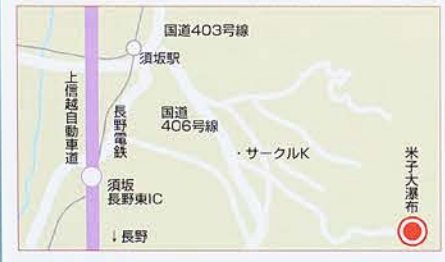 国道403号線
須坂駅
上信越自動車道
長野電鉄
国道
406号線
・サークルK
米子大瀑布
須坂
長野東IC
↓長野